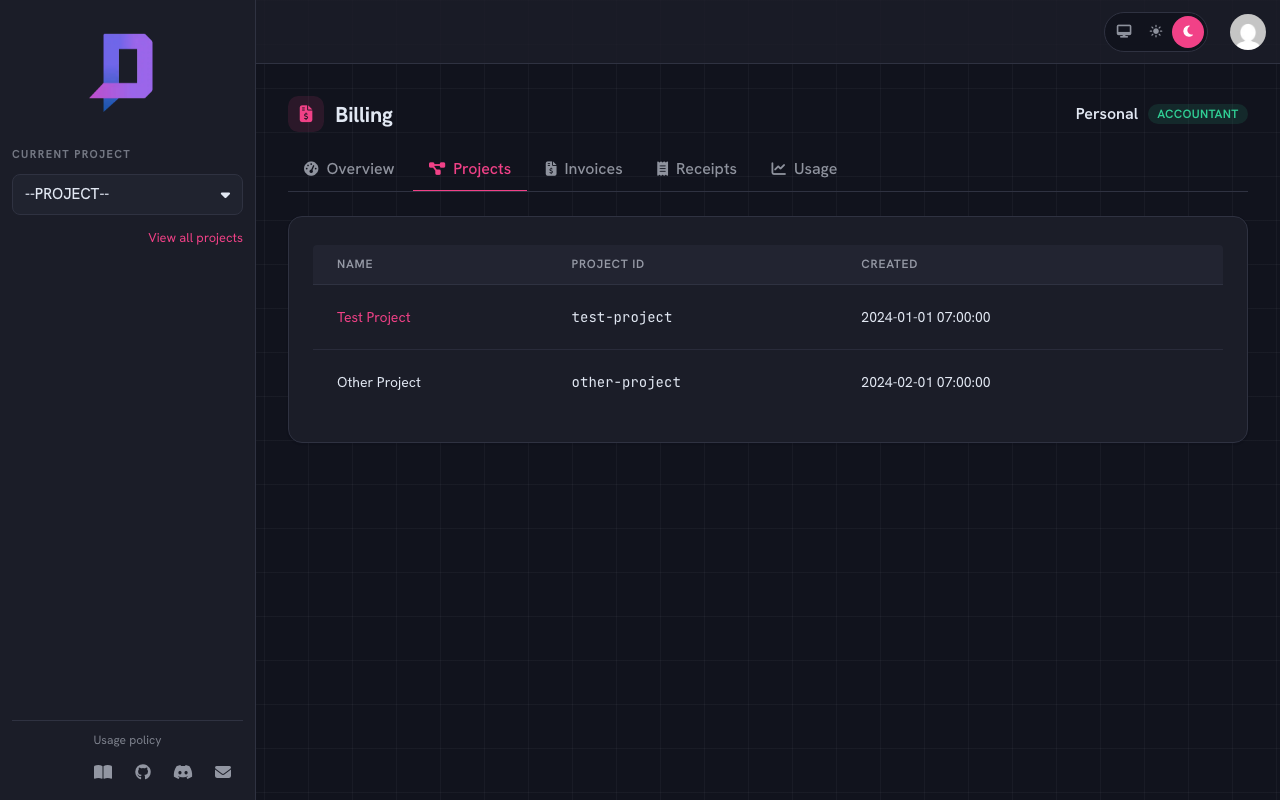 CURRENT PROJECT
--PROJECT--
View all projects
Usage policy
Billing
Personal ACCOUNTANT
Overview Projects Invoices Receipts Usage
NAME PROJECT ID CREATED
Test Project test-project 2024-01-01 07:00:00
Other Project other-project 2024-02-01 07:00:00